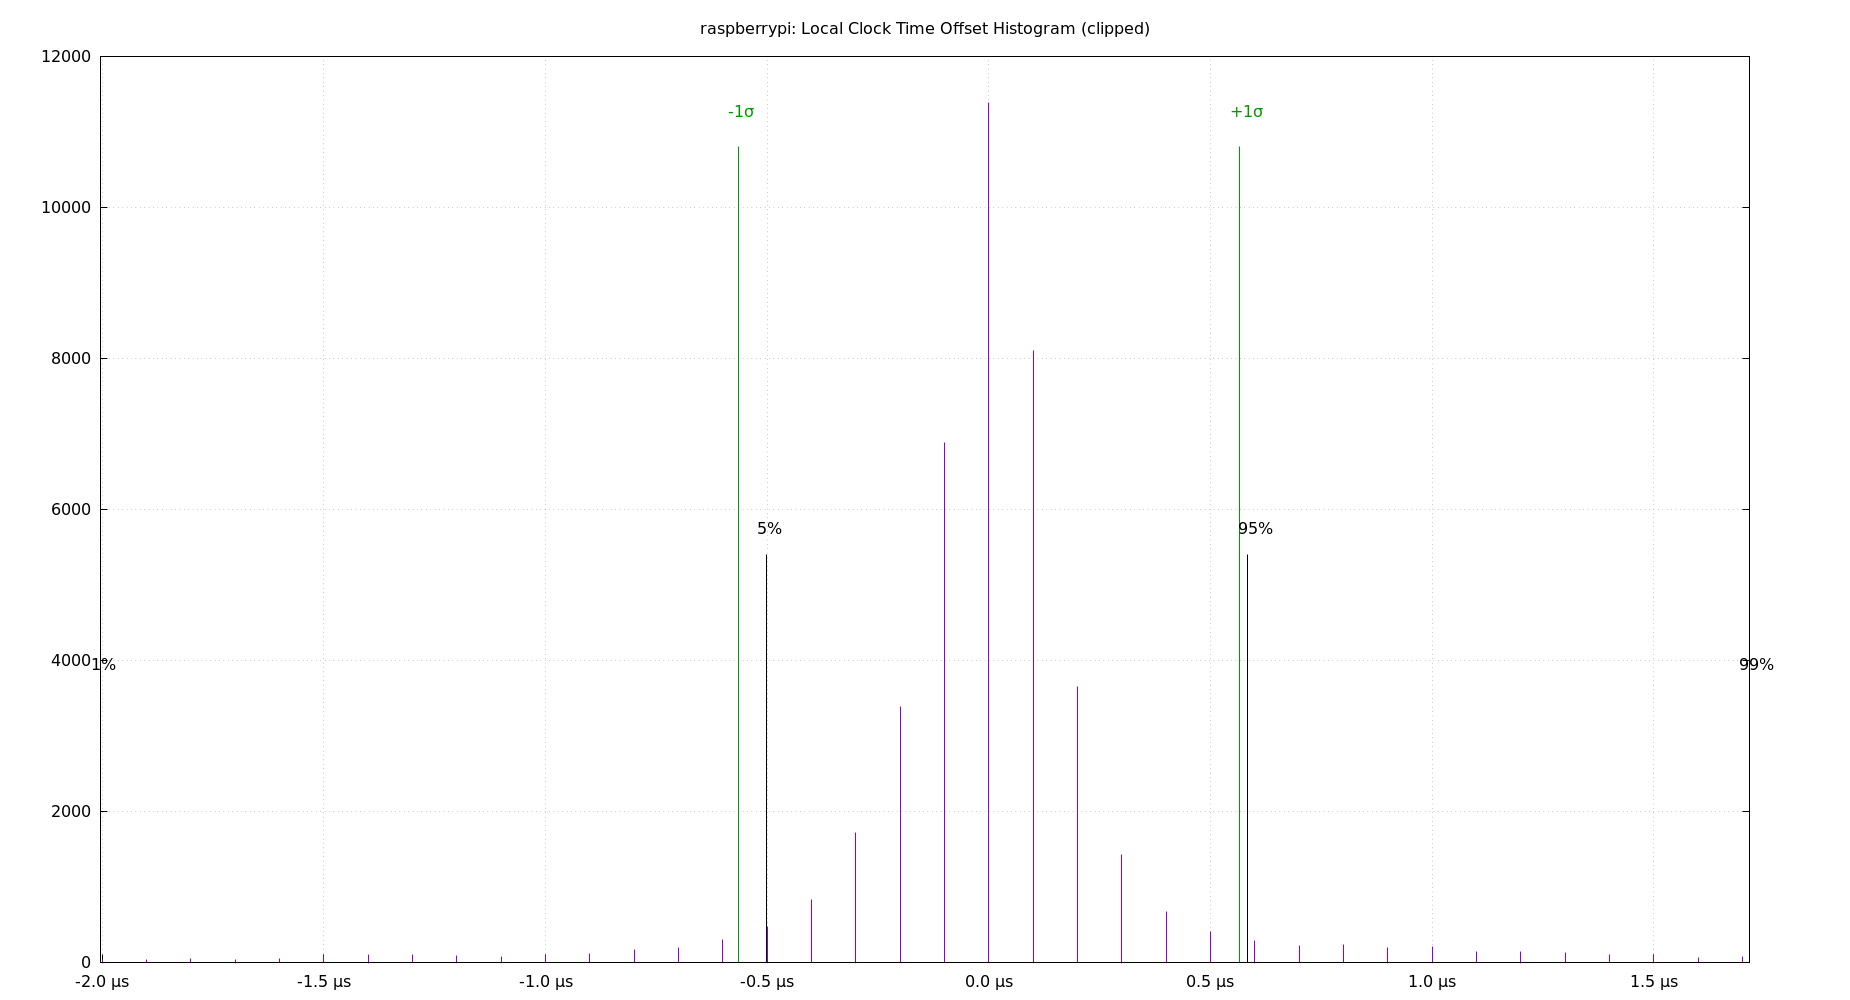 raspberrypi: Local Clock Time Offset Histogram (clipped)
12000
-1σ
+1σ
10000
8000
6000
5%
95%
4000
1%
99%
2000
0
-2.0 µs
-1.5 µs
-1.0 µs
-0.5 µs
0.0 µs
0.5 µs
1.0 µs
1.5 µs